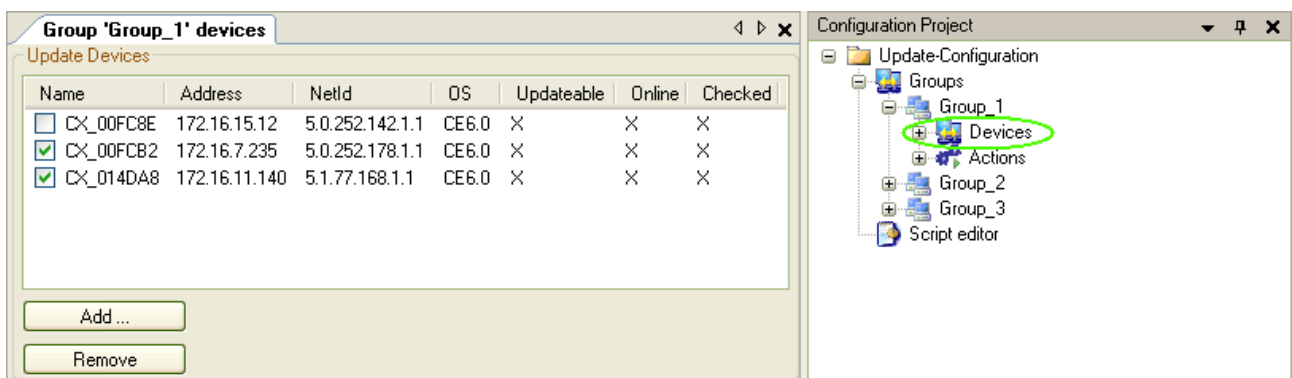 Group 'Group_1' devices
Update Devices
Name Address NetId OS Updateable Online Checked
CX_00FC8E 172.16.15.12 5.0.252.142.1.1 CE6.0 X X X
CX_00FCB2 172.16.7.235 5.0.252.178.1.1 CE6.0 X X X
CX_014DA8 172.16.11.140 5.1.77.168.1.1 CE6.0 X X X
Add ...
Remove
Configuration Project
Update-Configuration
Groups
Group_1
Devices
Actions
Group_2
Group_3
Script editor